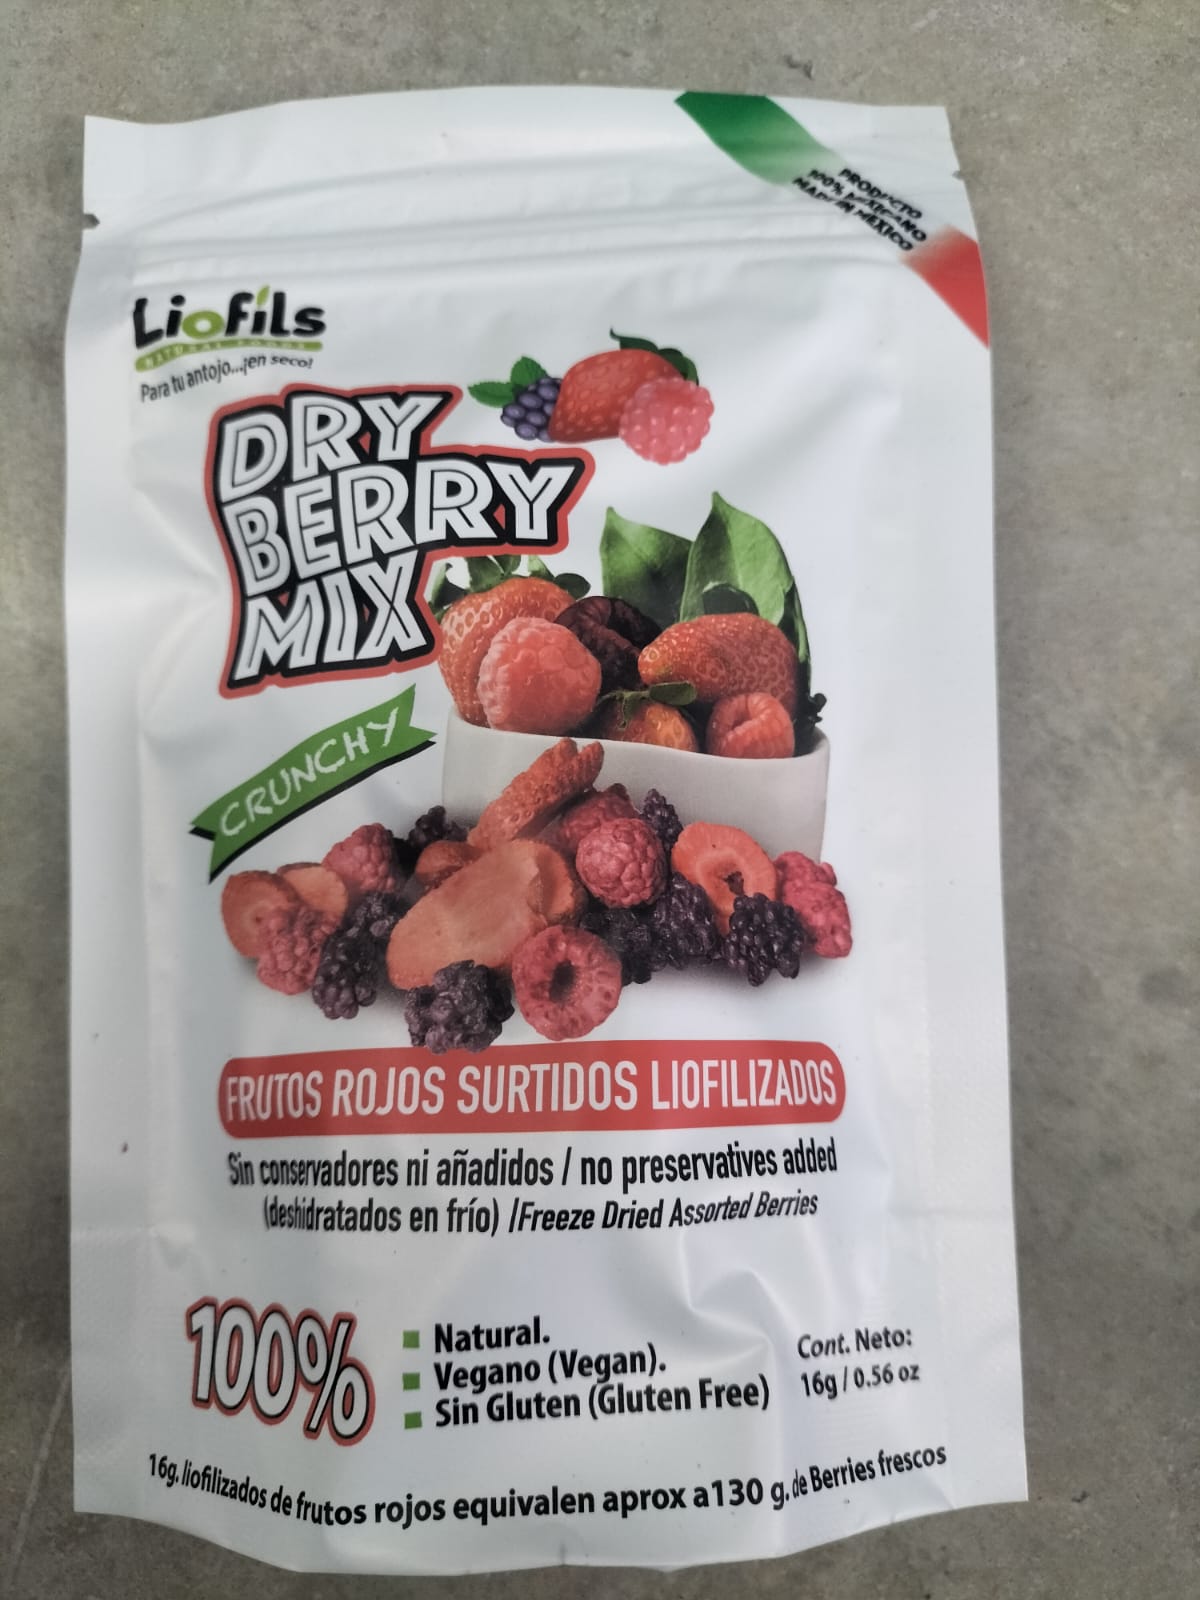 PRODUCTO
100% MEXICANO
MADE IN MEXICO
Liofils
NATURAL FOODS
Para tu antojo...¡en seco!
DRY
BERRY
MIX
CRUNCHY
FRUTOS ROJOS SURTIDOS LIOFILIZADOS
Sin conservadores ni añadidos / no preservatives added
(deshidratados en frío) /Freeze Dried Assorted Berries
100%
Natural.
Vegano (Vegan).
Sin Gluten (Gluten Free)
Cont. Neto:
16g / 0.56 oz
16g. liofilizados de frutos rojos equivalen aprox a130 g. de Berries frescos